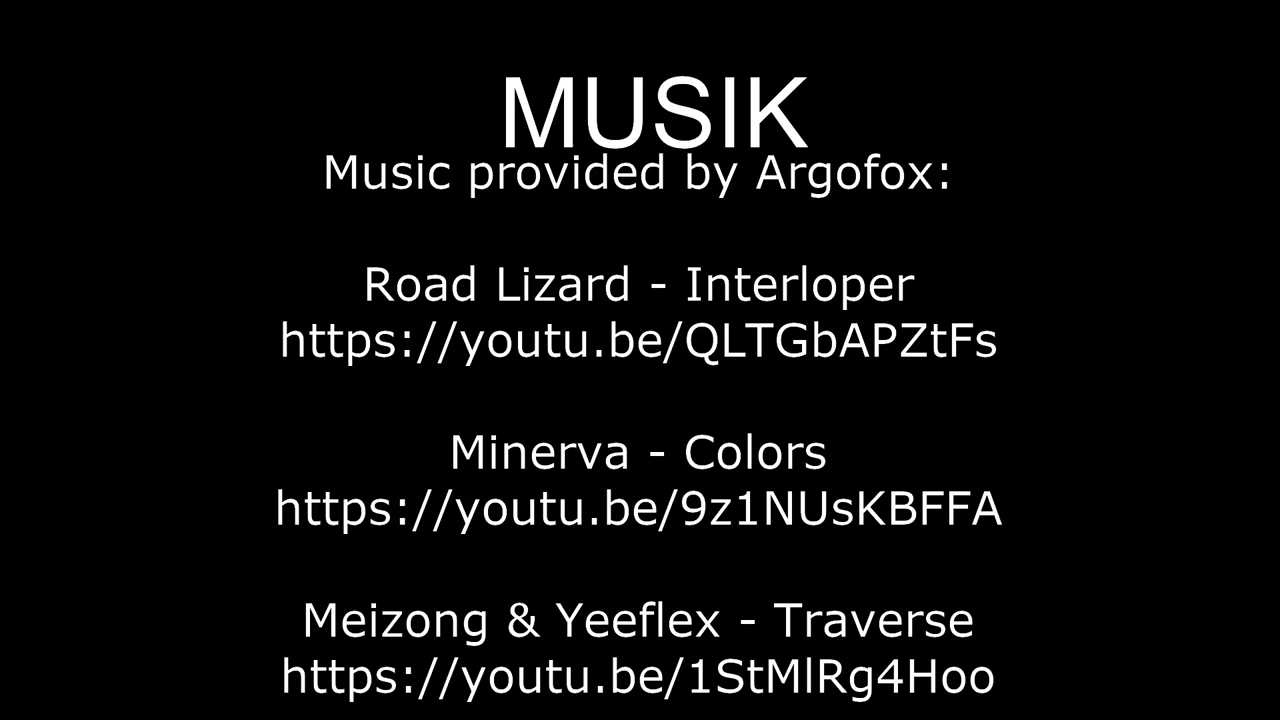 MUSIK
Music provided by Argofox:
Road Lizard - Interloper
https://youtu.be/QLTGbAPZtFs
Minerva - Colors
https://youtu.be/9z1NUsKBFFA
Meizong & Yeeflex - Traverse
https://youtu.be/1StMlRg4Hoo